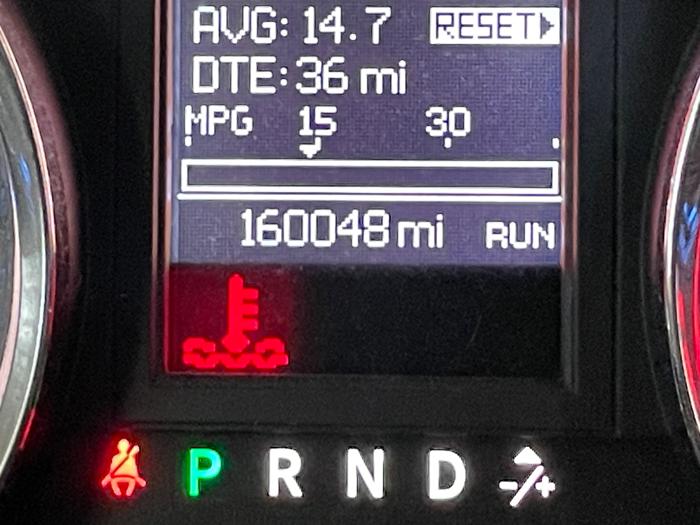 AVG: 14.7 RESET
DTE: 36 mi
MPG 15 30
160048 mi RUN
P R N D -/+